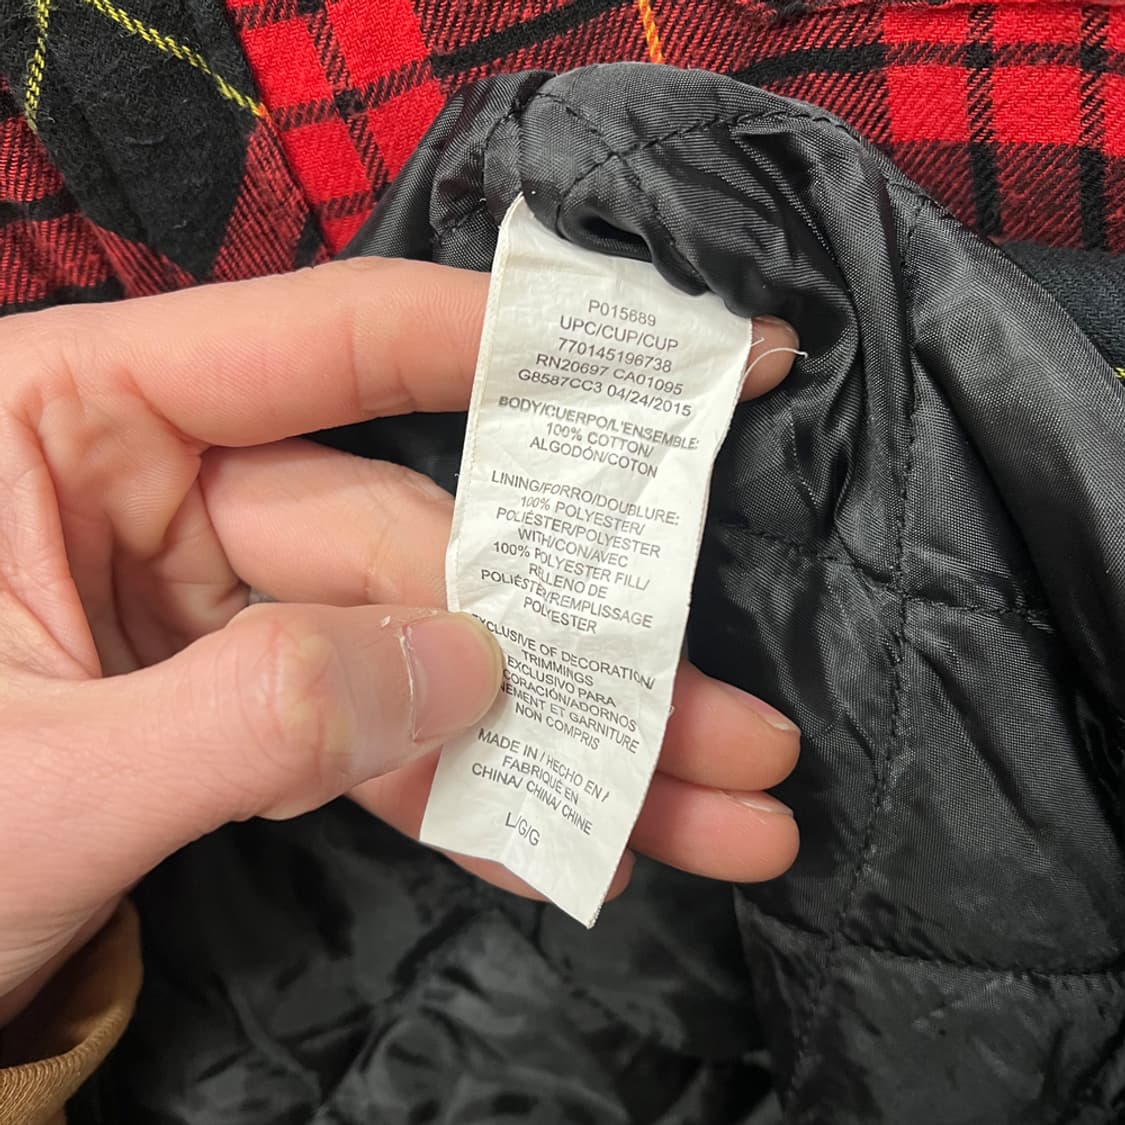 P015689
UPC/CUP/CUP
770145196738
RN20697 CA01095
G8587CC3 04/24/2015
BODY/CUERPO/L'ENSEMBLE:
100% COTTON/
ALGODÓN/COTON
LINING/FORRO/DOUBLURE:
100% POLYESTER/
POLIÉSTER/POLYESTER
WITH/CON/AVEC
100% POLYESTER FILL/
RELLENO DE
POLIÉSTER/REMPLISSAGE
POLYESTER
EXCLUSIVE OF DECORATION/
TRIMMINGS
EXCLUSIVO PARA
CORACIÓN/ADORNOS
NEMENT ET GARNITURE
NON COMPRIS
MADE IN / HECHO EN /
FABRIQUÉ EN
CHINA/ CHINA/ CHINE
L/G/G